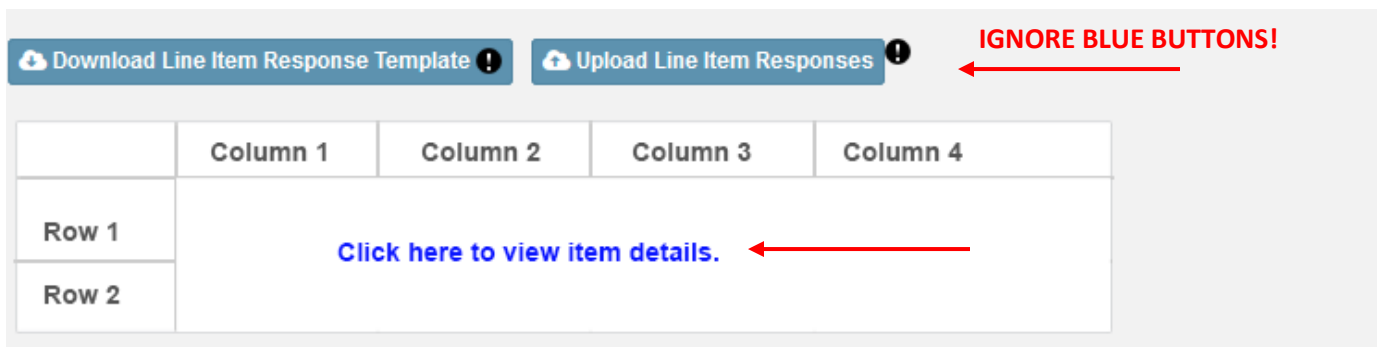 IGNORE BLUE BUTTONS!
Download Line Item Response Template Upload Line Item Responses
Column 1 Column 2 Column 3 Column 4
Row 1
Click here to view item details.
Row 2